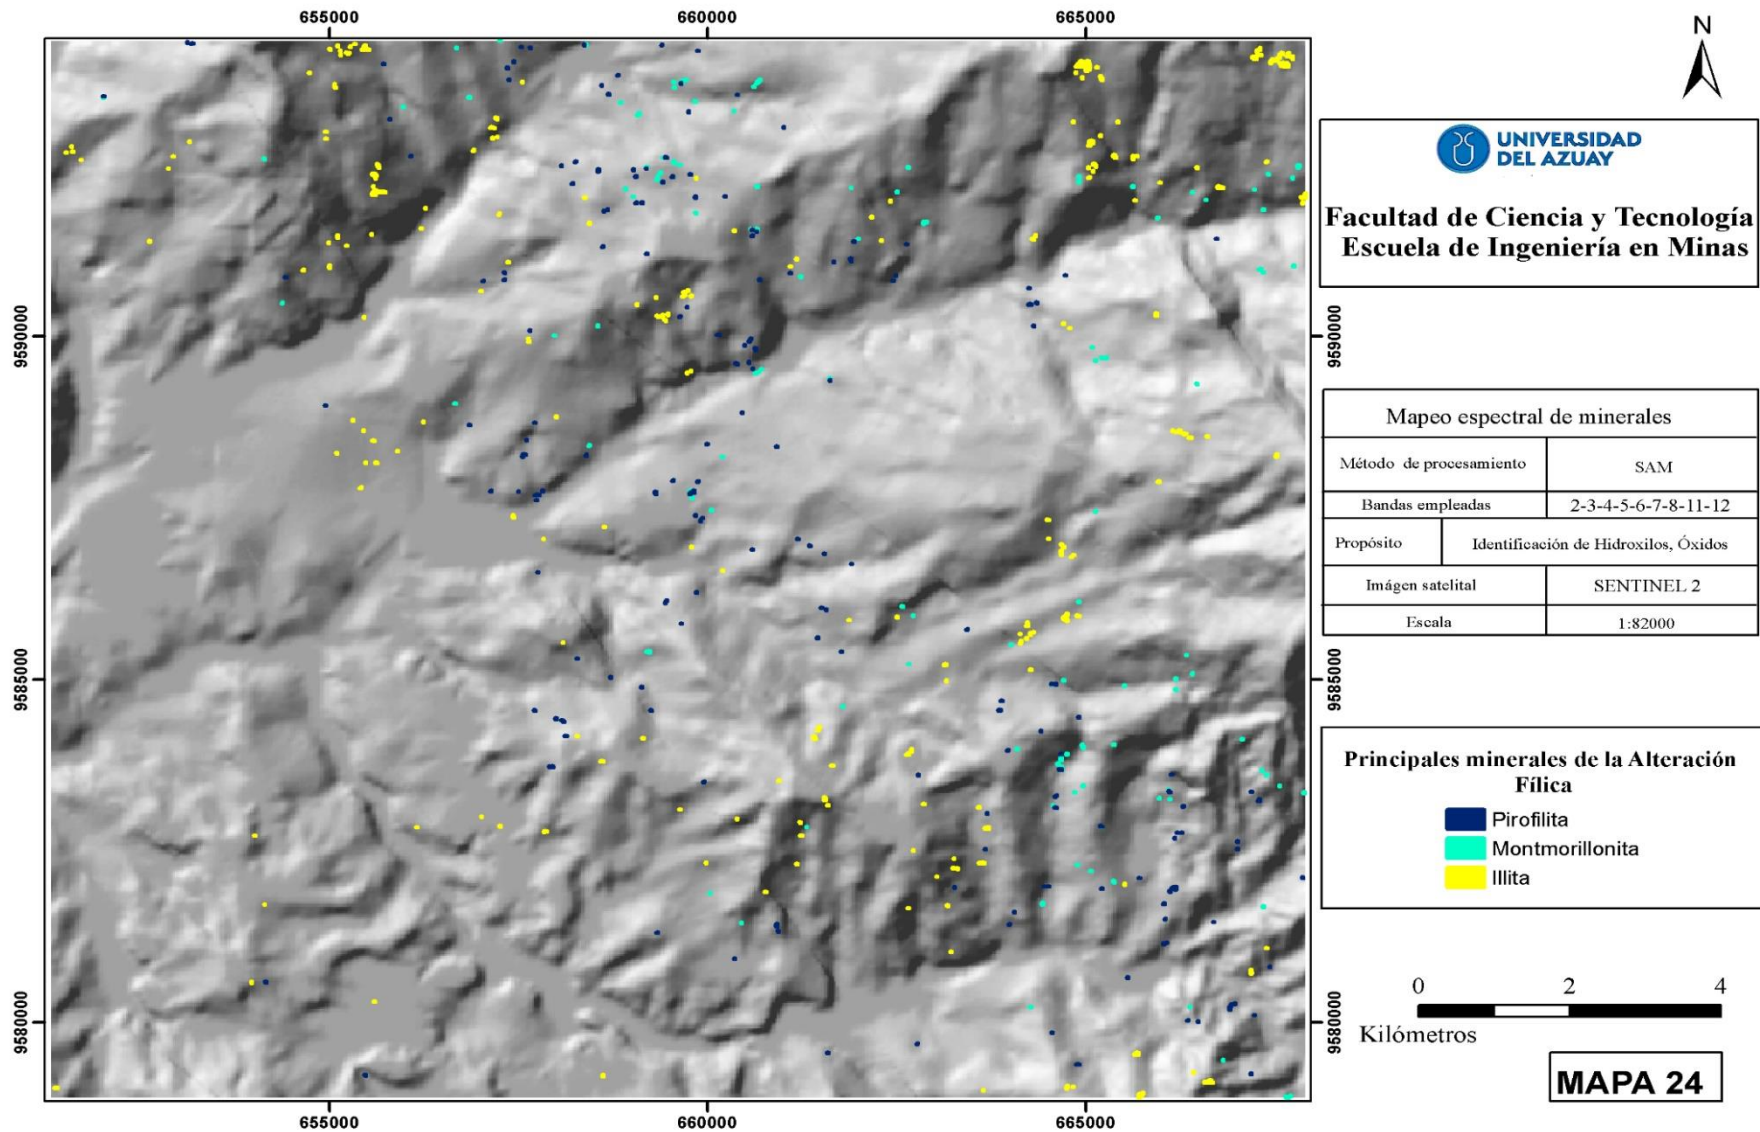 655000
660000
665000
N
UNIVERSIDAD
DEL AZUAY
Facultad de Ciencia y Tecnología
Escuela de Ingeniería en Minas
9590000
9590000
Mapeo espectral de minerales
Método de procesamiento SAM
Bandas empleadas 2-3-4-5-6-7-8-11-12
Propósito Identificación de Hidroxilos, Óxidos
Imágen satelital SENTINEL 2
Escala 1:82000
9585000
9585000
Principales minerales de la Alteración
Fílica
Pirofilita
Montmorillonita
Illita
9580000
9580000
0 2 4
Kilómetros
MAPA 24
655000
660000
665000